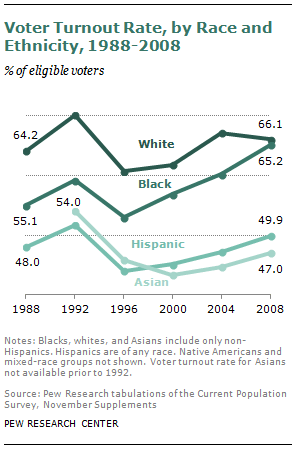 Voter Turnout Rate, by Race and
Ethnicity, 1988-2008
% of eligible voters
64.2
66.1
White
65.2
Black
55.1
54.0
49.9
Hispanic
48.0
47.0
Asian
1988 1992 1996 2000 2004 2008
Notes: Blacks, whites, and Asians include only non-
Hispanics. Hispanics are of any race. Native Americans and
mixed-race groups not shown. Voter turnout rate for Asians
not available prior to 1992.
Source: Pew Research tabulations of the Current Population
Survey, November Supplements
PEW RESEARCH CENTER